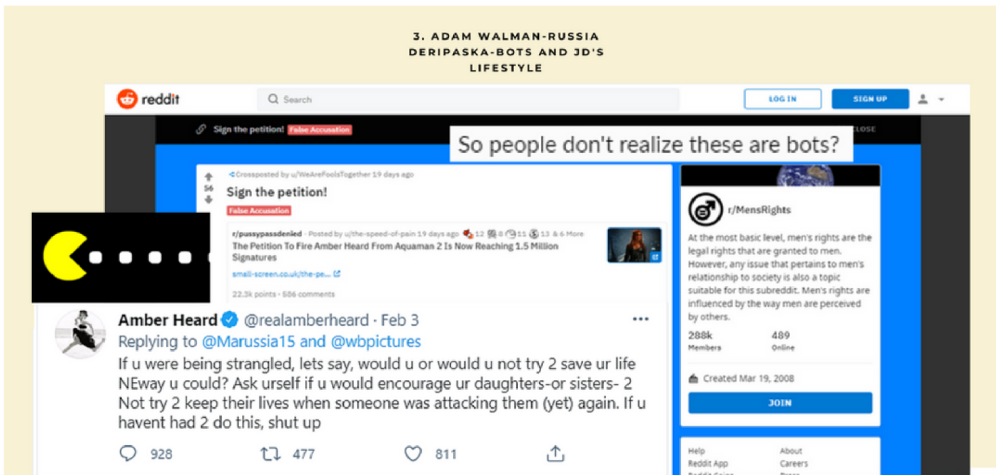 3. ADAM WALMAN-RUSSIA
DERIPASKA-BOTS AND JD'S
LIFESTYLE
reddit
Search
LOG IN
SIGN UP
Sign the petition! False Accusation
CLOSE
So people don't realize these are bots?
Crossposted by u/WeAreFoolsTogether 19 days ago
56
Sign the petition!
False Accusation
r/pussypassdenied · Posted by u/the-speed-of-pain 19 days ago 12 8 11 13 & 6 More
The Petition To Fire Amber Heard From Aquaman 2 Is Now Reaching 1.5 Million
Signatures
small-screen.co.uk/the-pe...
22.3k points · 586 comments
r/MensRights
At the most basic level, men's rights are the
legal rights that are granted to men.
However, any issue that pertains to men's
relationship to society is also a topic
suitable for this subreddit. Men's rights are
influenced by the way men are perceived
by others.
288k 489
Members Online
Created Mar 19, 2008
JOIN
Help About
Reddit App Careers
Amber Heard @realamberheard · Feb 3
Replying to @Marussia15 and @wbpictures
If u were being strangled, lets say, would u or would u not try 2 save ur life
NEway u could? Ask urself if u would encourage ur daughters-or sisters- 2
Not try 2 keep their lives when someone was attacking them (yet) again. If u
havent had 2 do this, shut up
928 477 811